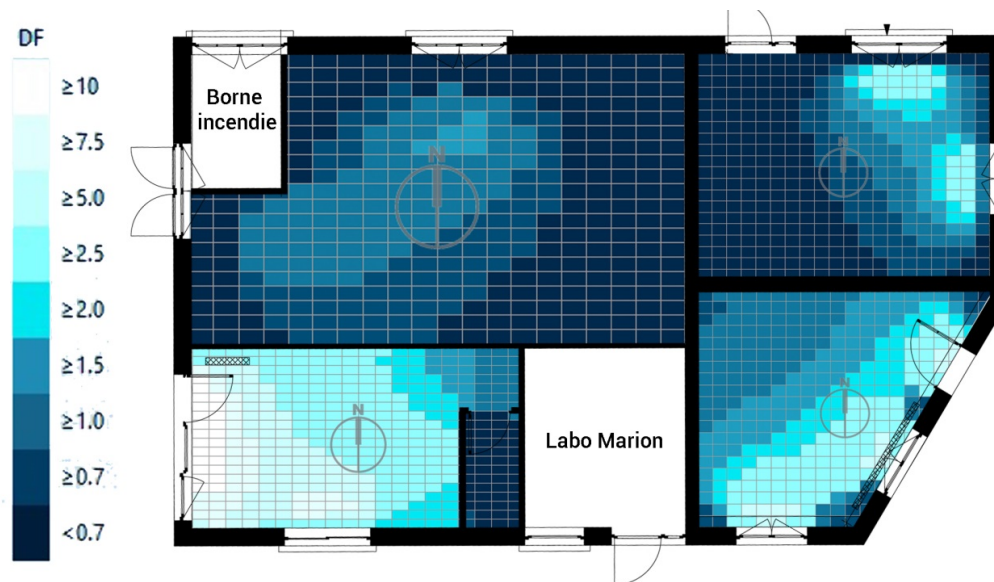 DF
≥10
≥7.5
≥5.0
≥2.5
≥2.0
≥1.5
≥1.0
≥0.7
<0.7
Borne
incendie
N
N
N
Labo Marion
N